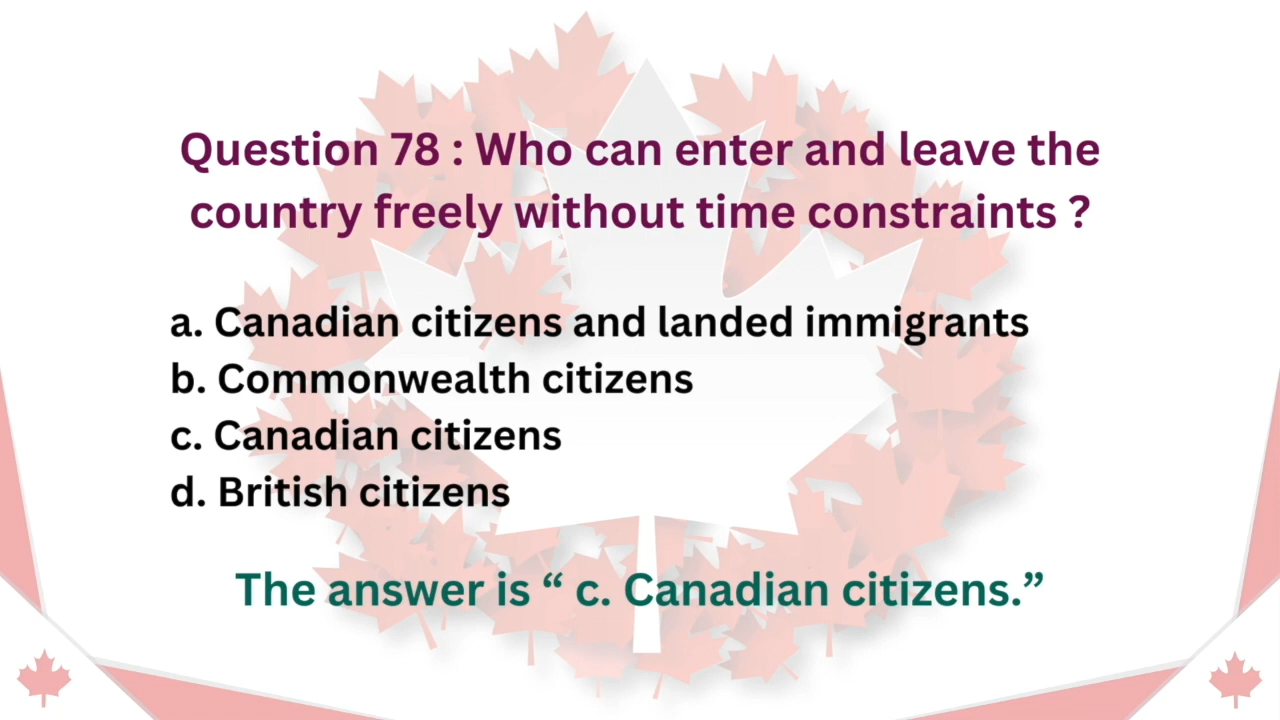 Question 78 : Who can enter and leave the
country freely without time constraints ?
a. Canadian citizens and landed immigrants
b. Commonwealth citizens
c. Canadian citizens
d. British citizens
The answer is “ c. Canadian citizens.”